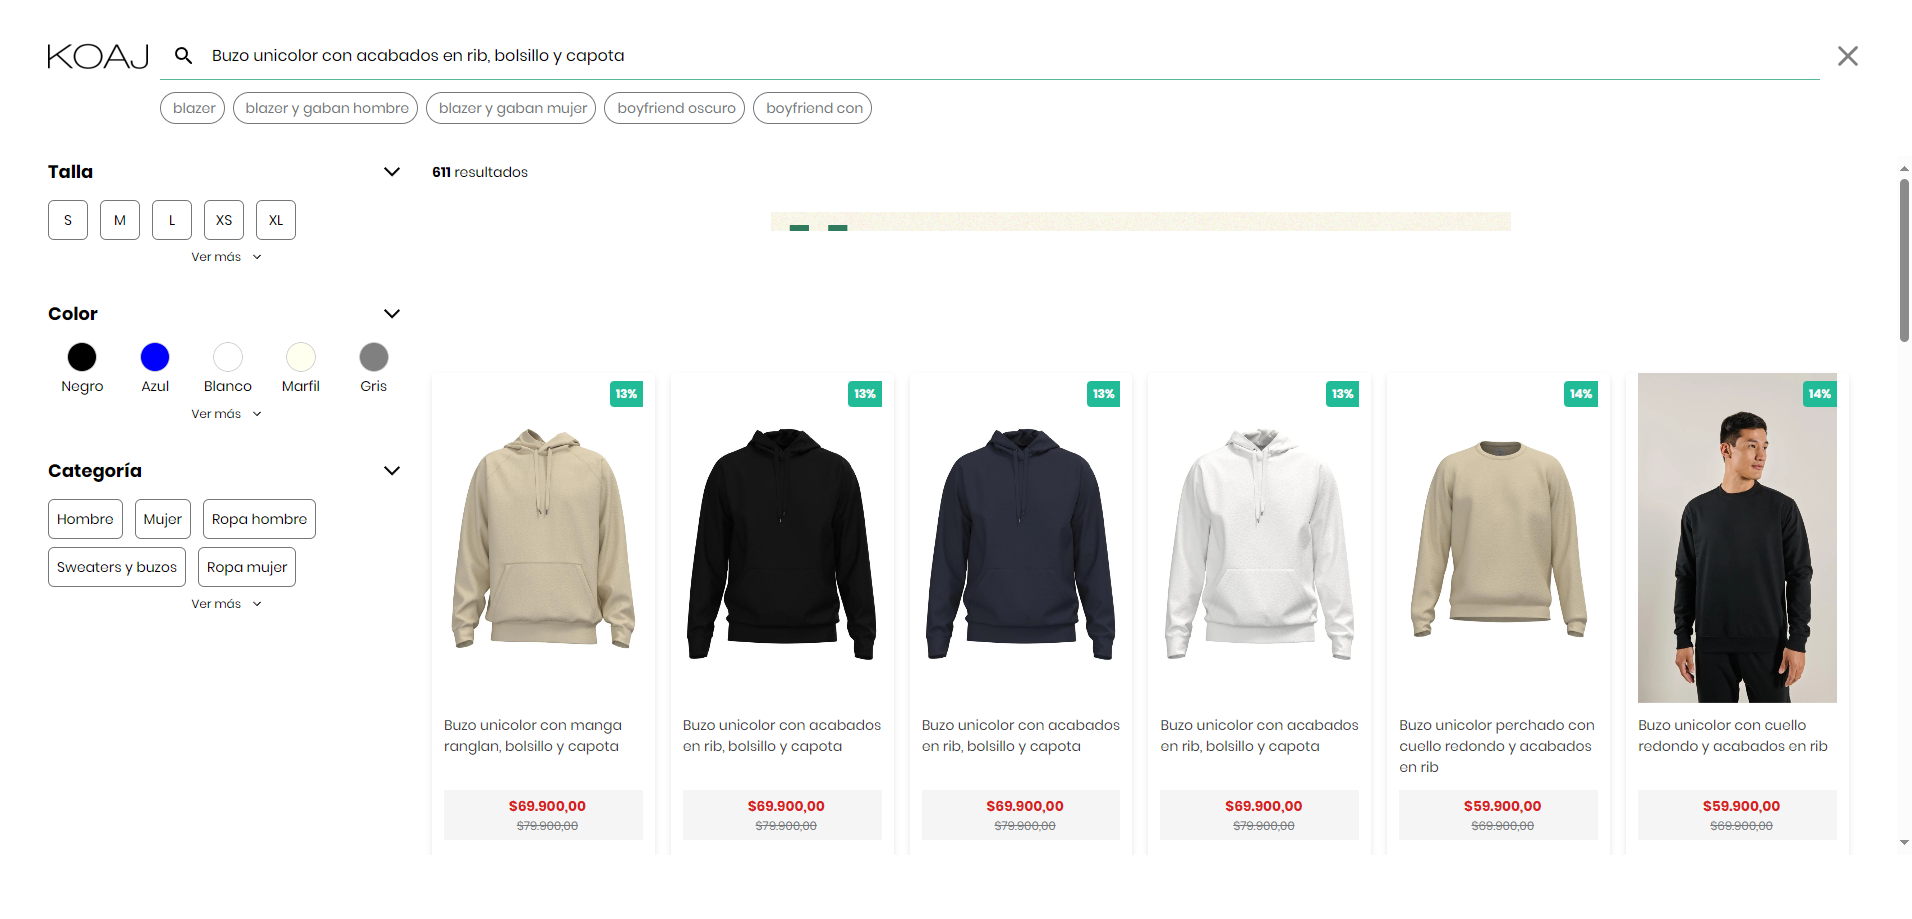 KOAJ
Buzo unicolor con acabados en rib, bolsillo y capota
blazer
blazer y gaban hombre
blazer y gaban mujer
boyfriend oscuro
boyfriend con
Talla
S
M
L
XS
XL
Ver más
Color
Negro
Azul
Blanco
Marfil
Gris
Ver más
Categoría
Hombre
Mujer
Ropa hombre
Sweaters y buzos
Ropa mujer
Ver más
611 resultados
13%
Buzo unicolor con manga
ranglan, bolsillo y capota
$69.900,00
$79.900,00
13%
Buzo unicolor con acabados
en rib, bolsillo y capota
$69.900,00
$79.900,00
13%
Buzo unicolor con acabados
en rib, bolsillo y capota
$69.900,00
$79.900,00
13%
Buzo unicolor con acabados
en rib, bolsillo y capota
$69.900,00
$79.900,00
14%
Buzo unicolor perchado con
cuello redondo y acabados
en rib
$59.900,00
$69.900,00
14%
Buzo unicolor con cuello
redondo y acabados en rib
$59.900,00
$69.900,00